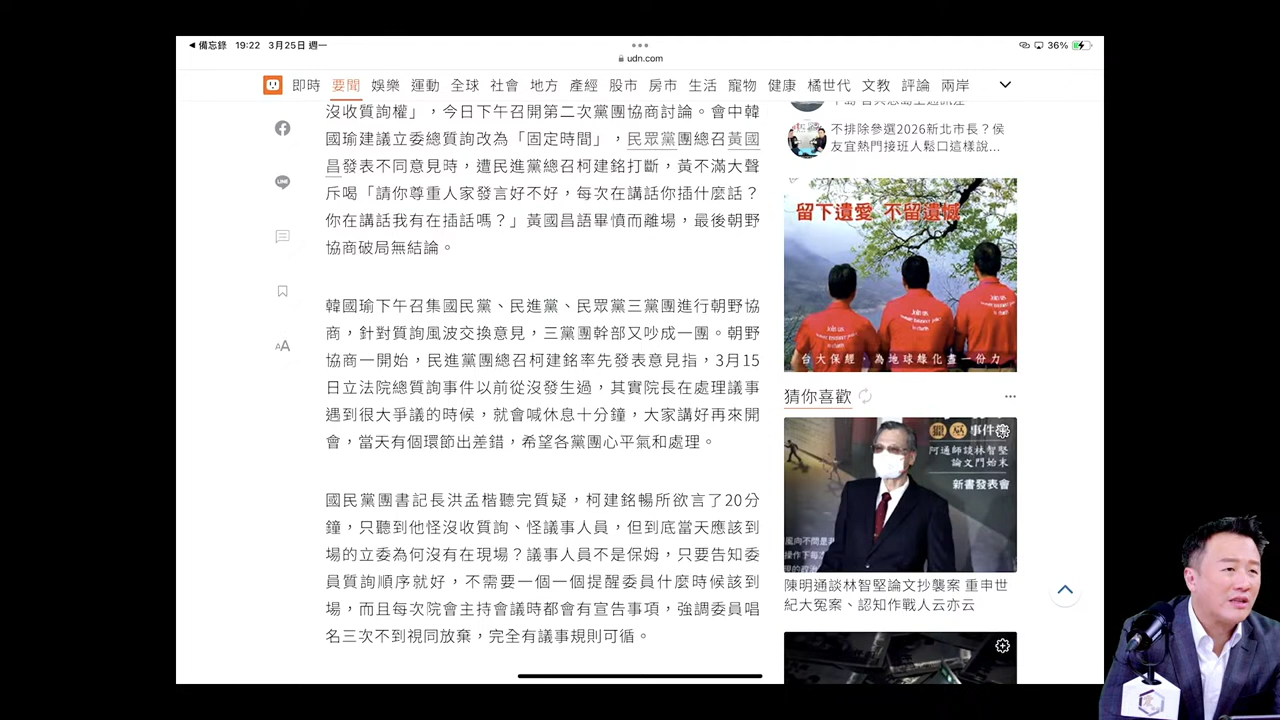 備忘錄 19:22 3月25日 週一
36%
udn.com
即時 要聞 娛樂 運動 全球 社會 地方 產經 股市 房市 生活 寵物 健康 橘世代 文教 評論 兩岸
沒收質詢權」，今日下午召開第二次黨團協商討論。會中韓
國瑜建議立委總質詢改為「固定時間」，民眾黨團總召黃國
昌發表不同意見時，遭民進黨總召柯建銘打斷，黃不滿大聲
斥喝「請你尊重人家發言好不好，每次在講話你插什麼話？
你在講話我有在插話嗎？」黃國昌語畢憤而離場，最後朝野
協商破局無結論。
韓國瑜下午召集國民黨、民進黨、民眾黨三黨團進行朝野協
商，針對質詢風波交換意見，三黨團幹部又吵成一團。朝野
協商一開始，民進黨團總召柯建銘率先發表意見指，3月15
日立法院總質詢事件以前從沒發生過，其實院長在處理議事
遇到很大爭議的時候，就會喊休息十分鐘，大家講好再來開
會，當天有個環節出差錯，希望各黨團心平氣和處理。
國民黨團書記長洪孟楷聽完質疑，柯建銘暢所欲言了20分
鐘，只聽到他怪沒收質詢、怪議事人員，但到底當天應該到
場的立委為何沒有在現場？議事人員不是保姆，只要告知委
員質詢順序就好，不需要一個一個提醒委員什麼時候該到
場，而且每次院會主持會議時都會有宣告事項，強調委員唱
名三次不到視同放棄，完全有議事規則可循。
LINE
AA
不排除參選2026新北市長？侯
友宜熱門接班人鬆口這樣說...
留下遺愛 不留遺憾
Join us
Join us
Join us
台大保經，為地球綠化盡一份力
猜你喜歡
事件
阿通師談林智堅
論文門始末
新書發表會
陳明通談林智堅論文抄襲案 重申世
紀大冤案、認知作戰人云亦云